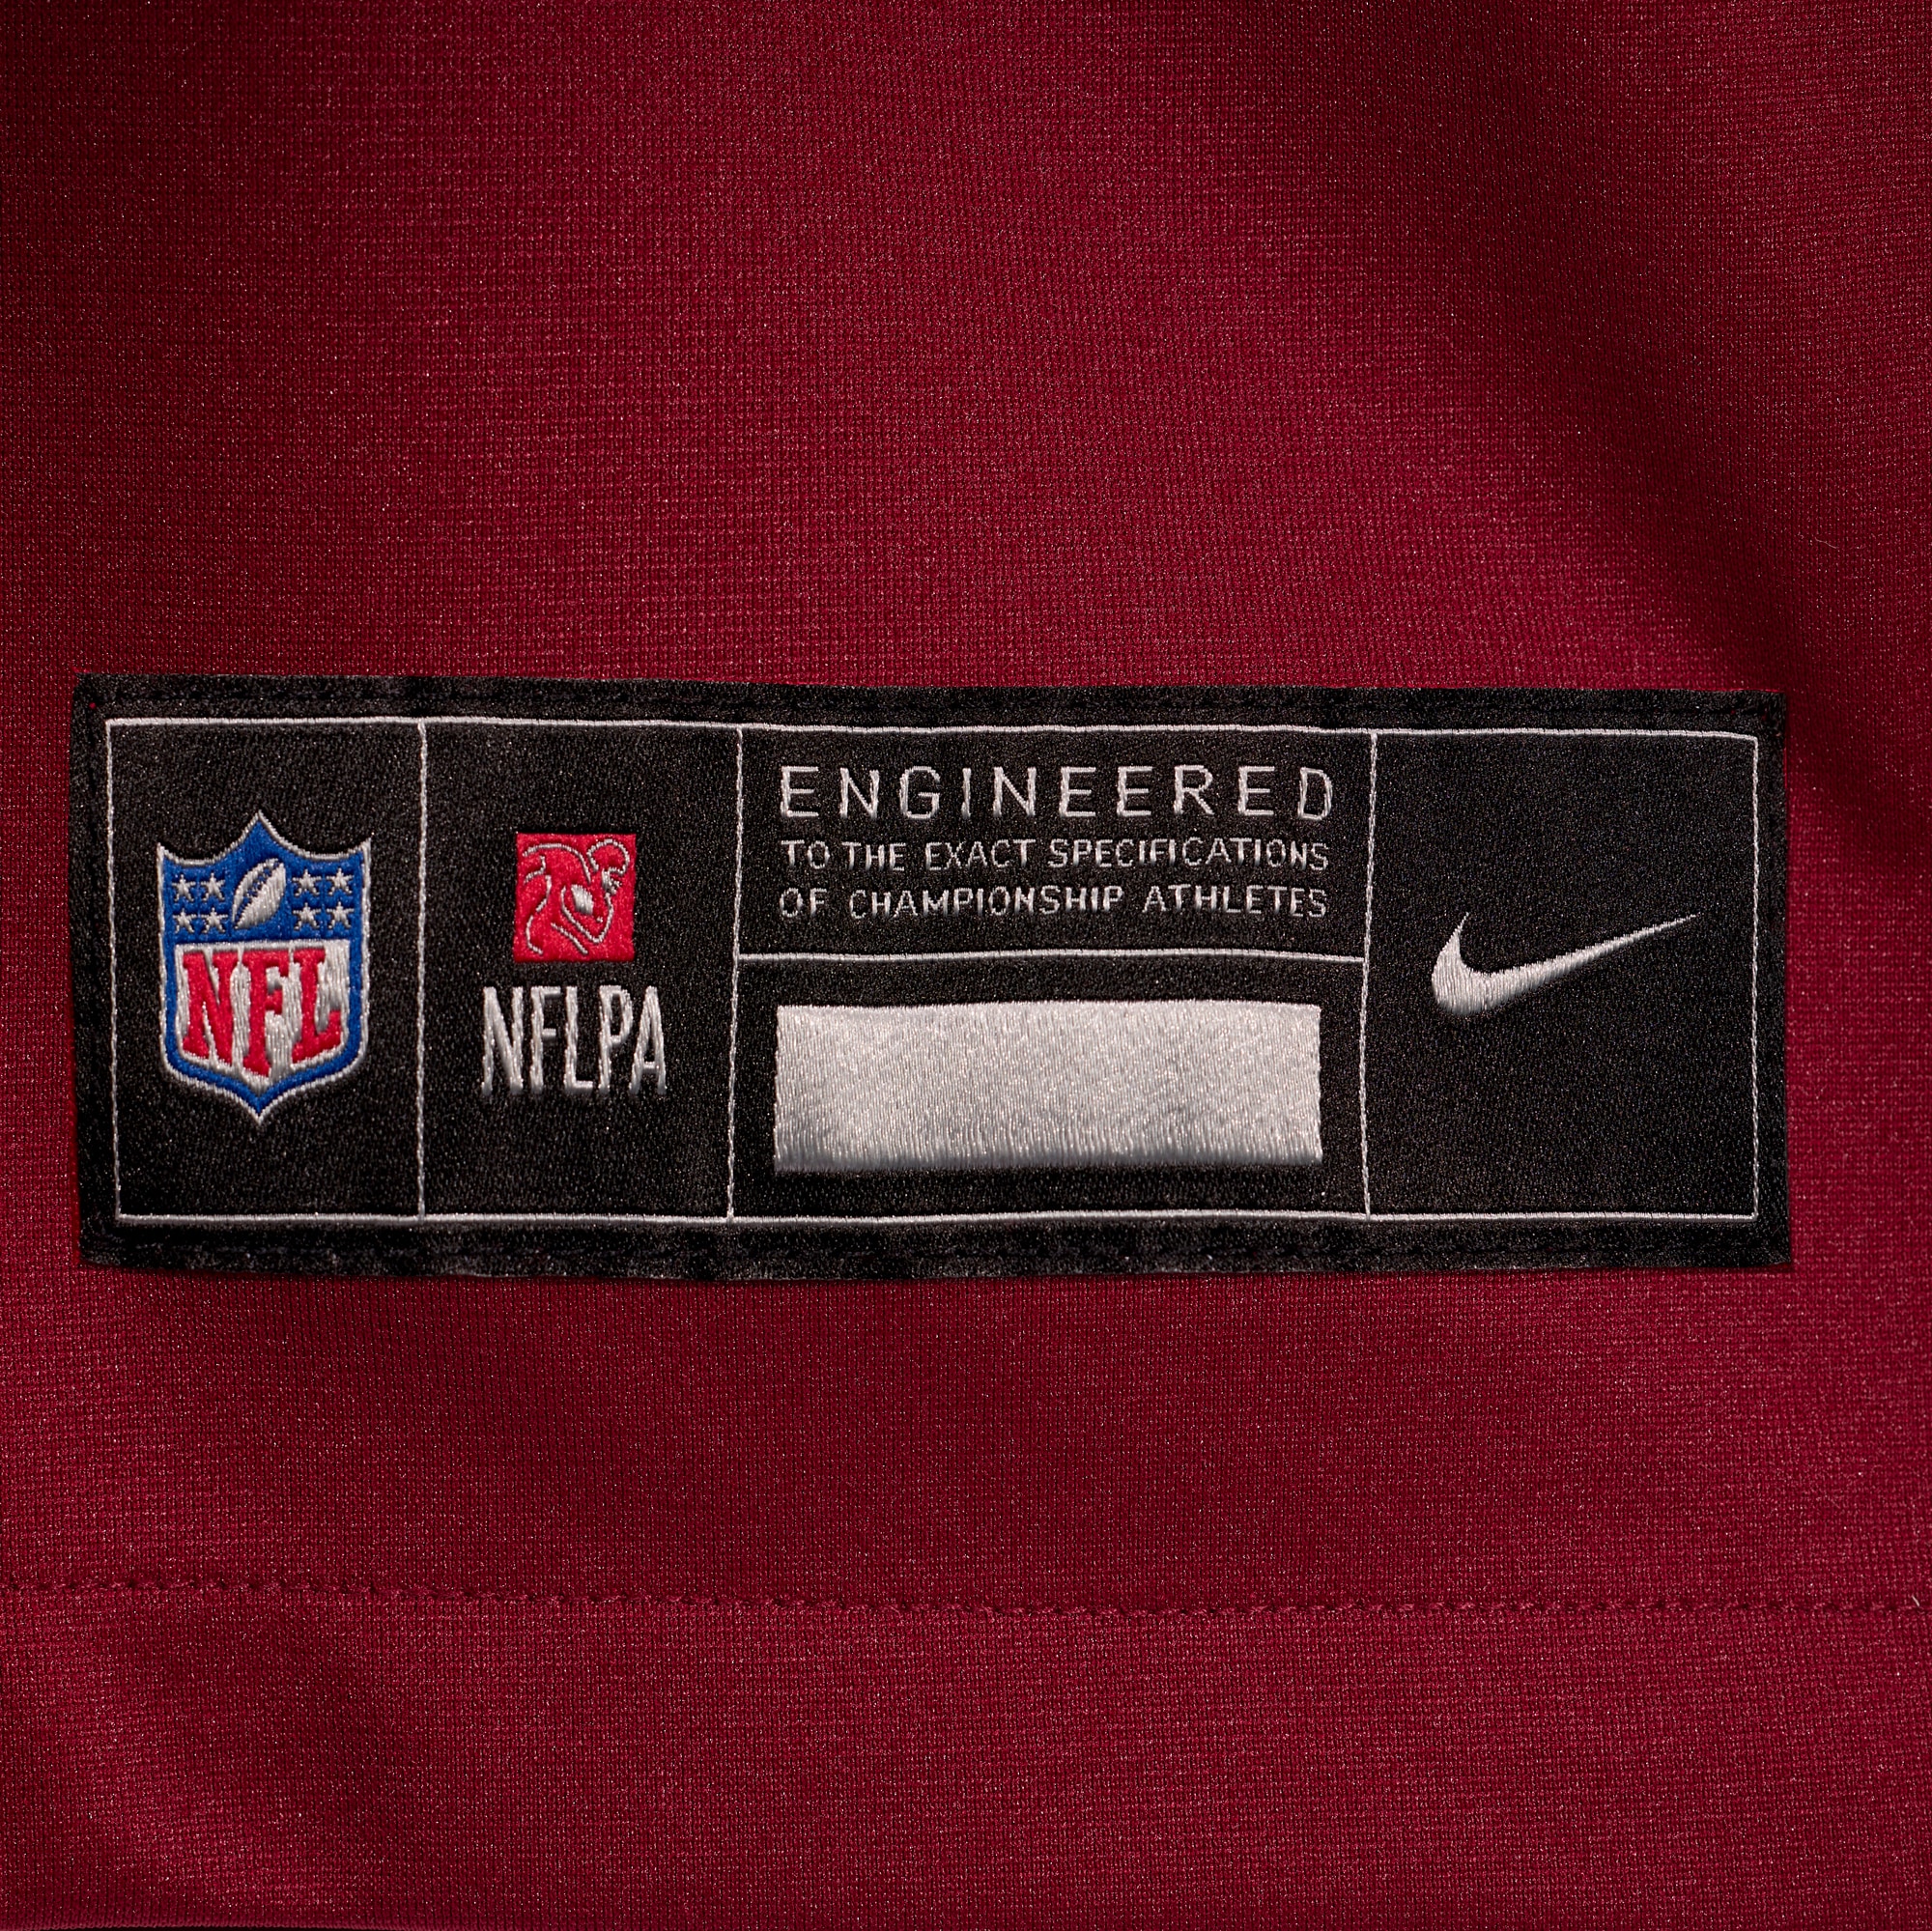 NFL
NFLPA
ENGINEERED
TO THE EXACT SPECIFICATIONS
OF CHAMPIONSHIP ATHLETES